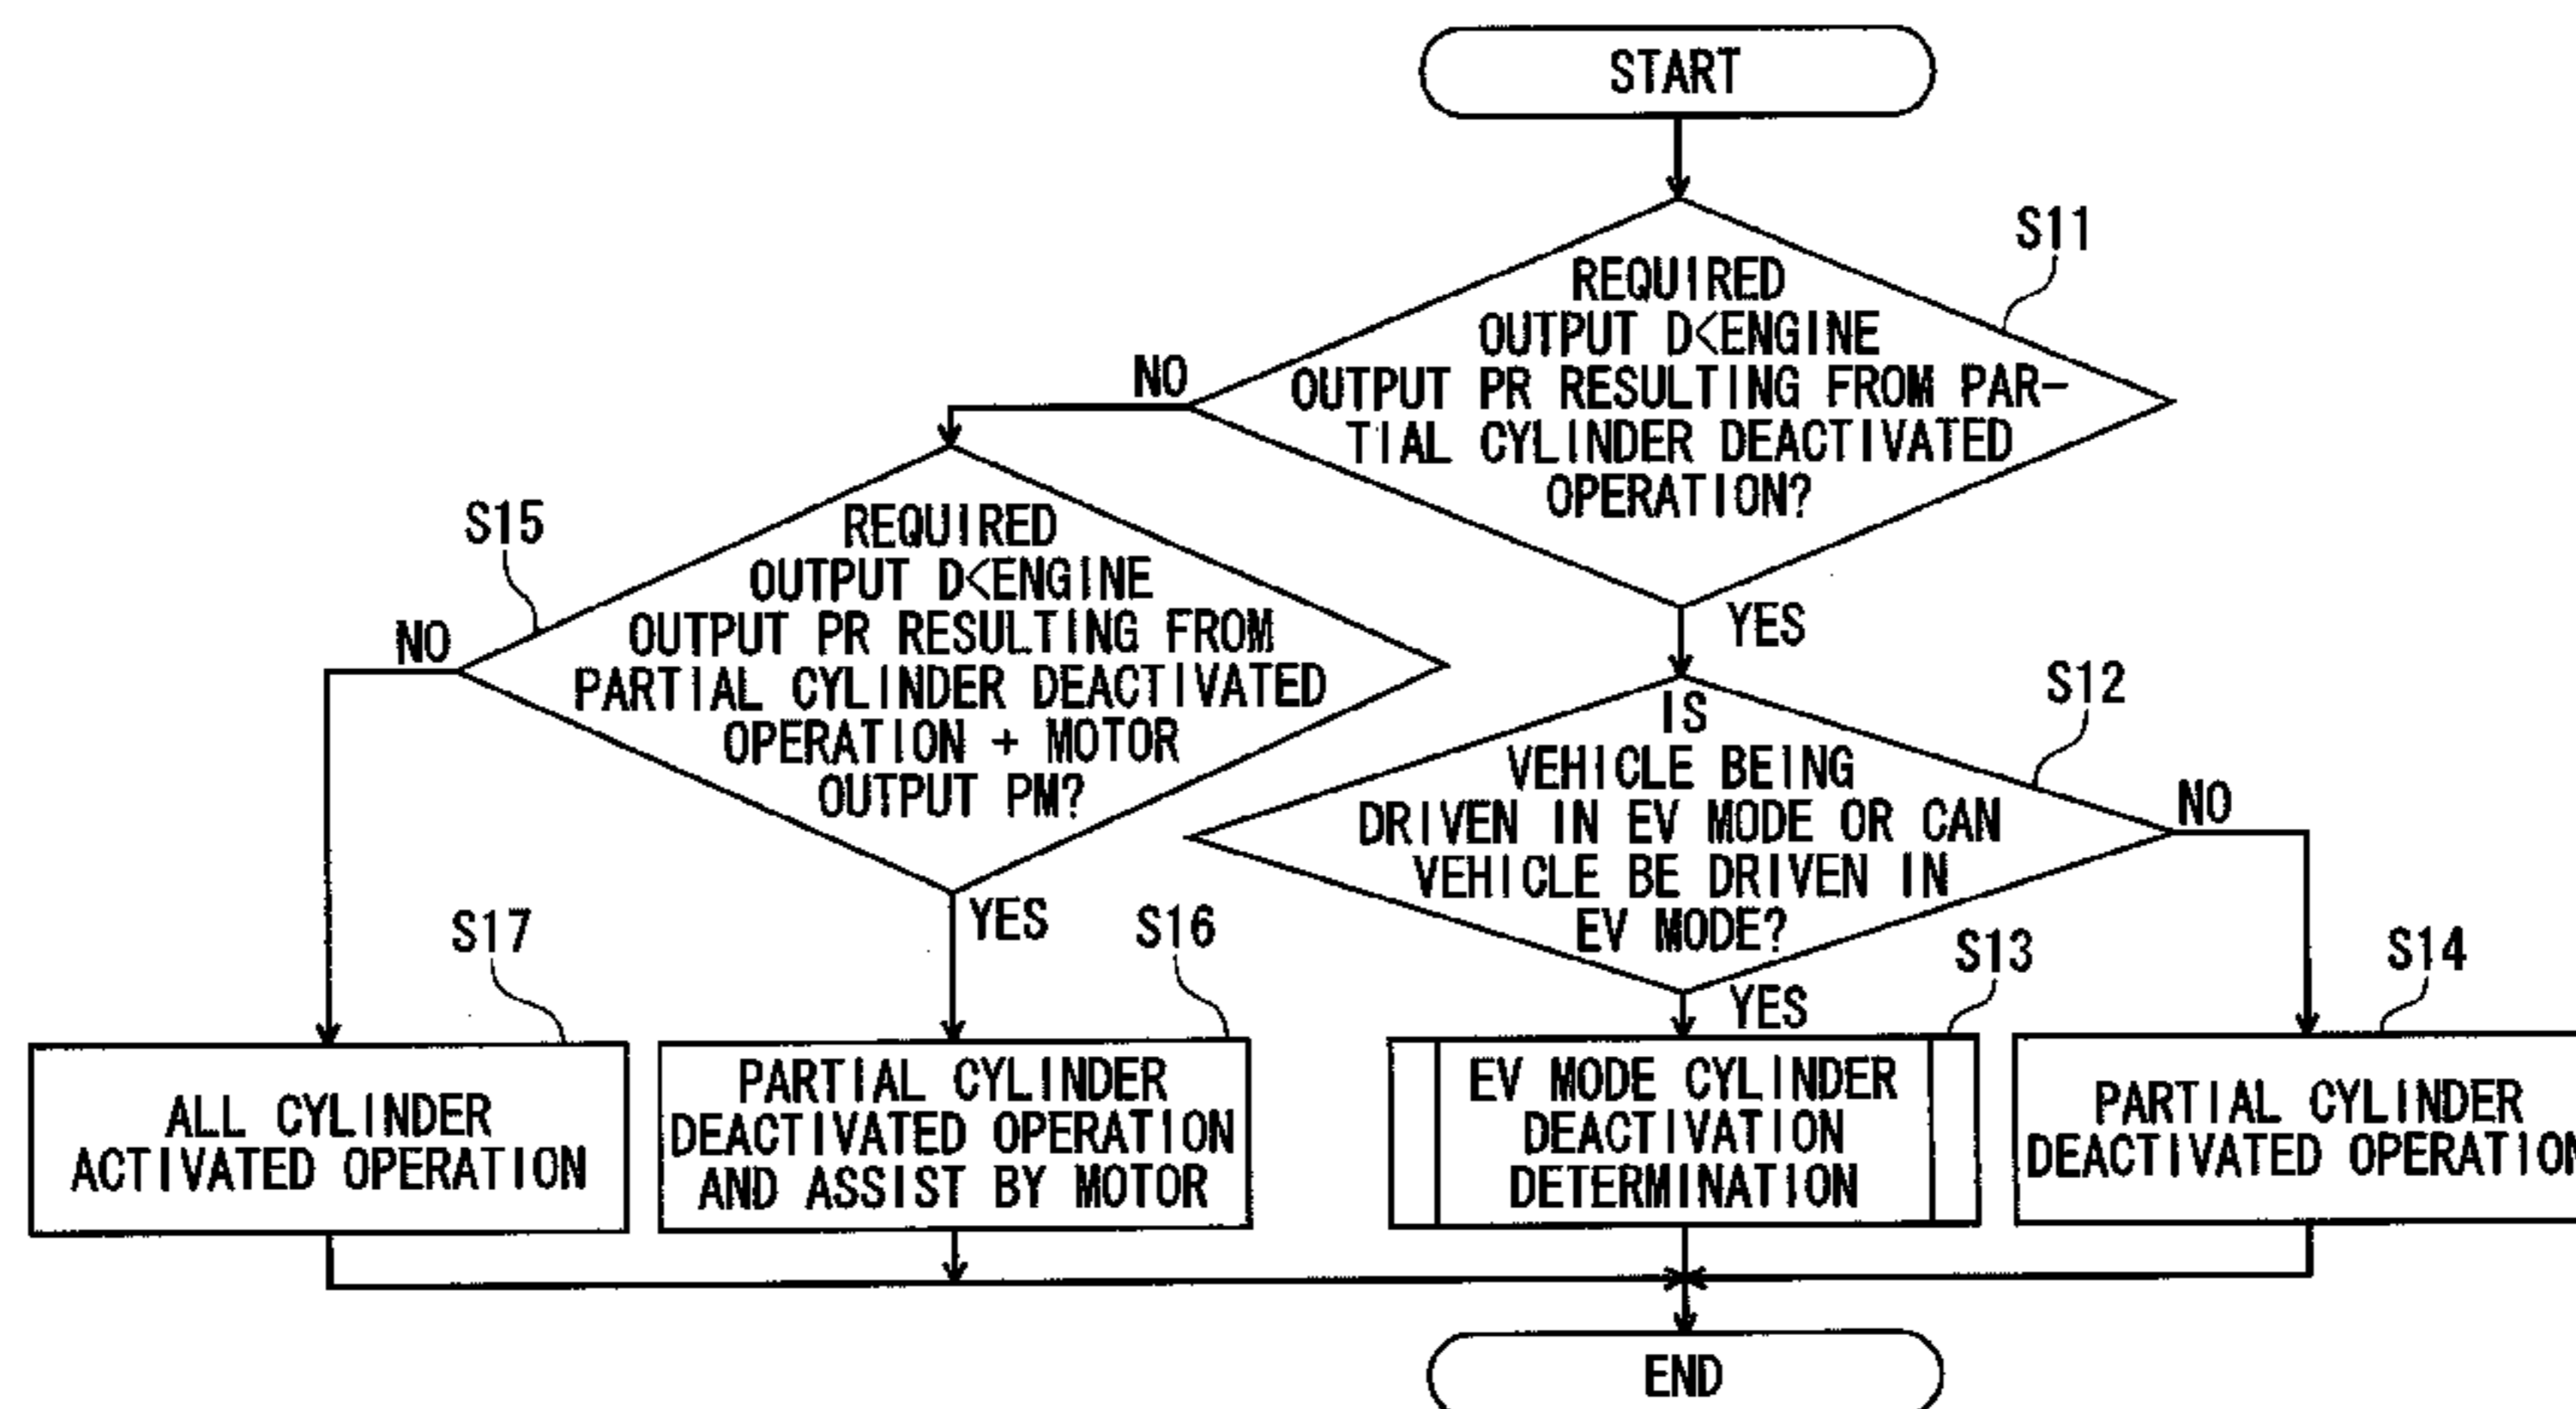 START
S11
REQUIRED
OUTPUT D<ENGINE
OUTPUT PR RESULTING FROM PAR-
TIAL CYLINDER DEACTIVATED
OPERATION?
NO
YES
S15
REQUIRED
OUTPUT D<ENGINE
OUTPUT PR RESULTING FROM
PARTIAL CYLINDER DEACTIVATED
OPERATION + MOTOR
OUTPUT PM?
NO
YES
S12
IS
VEHICLE BEING
DRIVEN IN EV MODE OR CAN
VEHICLE BE DRIVEN IN
EV MODE?
NO
YES
S17
ALL CYLINDER
ACTIVATED OPERATION
S16
PARTIAL CYLINDER
DEACTIVATED OPERATION
AND ASSIST BY MOTOR
S13
EV MODE CYLINDER
DEACTIVATION
DETERMINATION
S14
PARTIAL CYLINDER
DEACTIVATED OPERATION
END